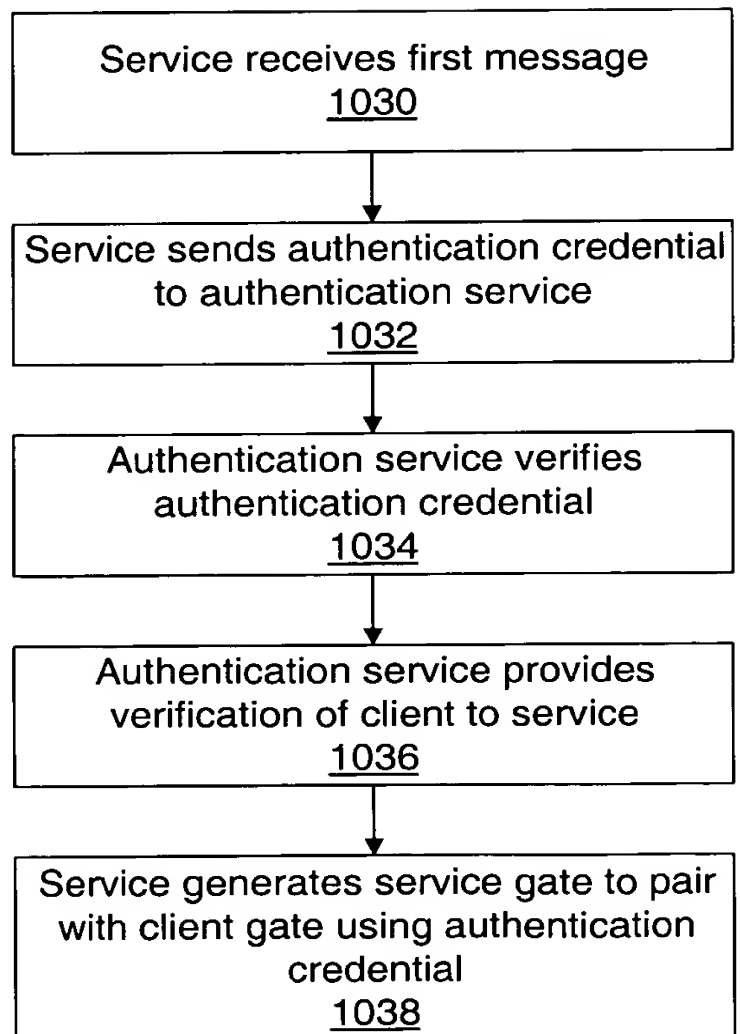 Service receives first message
1030
Service sends authentication credential
to authentication service
1032
Authentication service verifies
authentication credential
1034
Authentication service provides
verification of client to service
1036
Service generates service gate to pair
with client gate using authentication
credential
1038